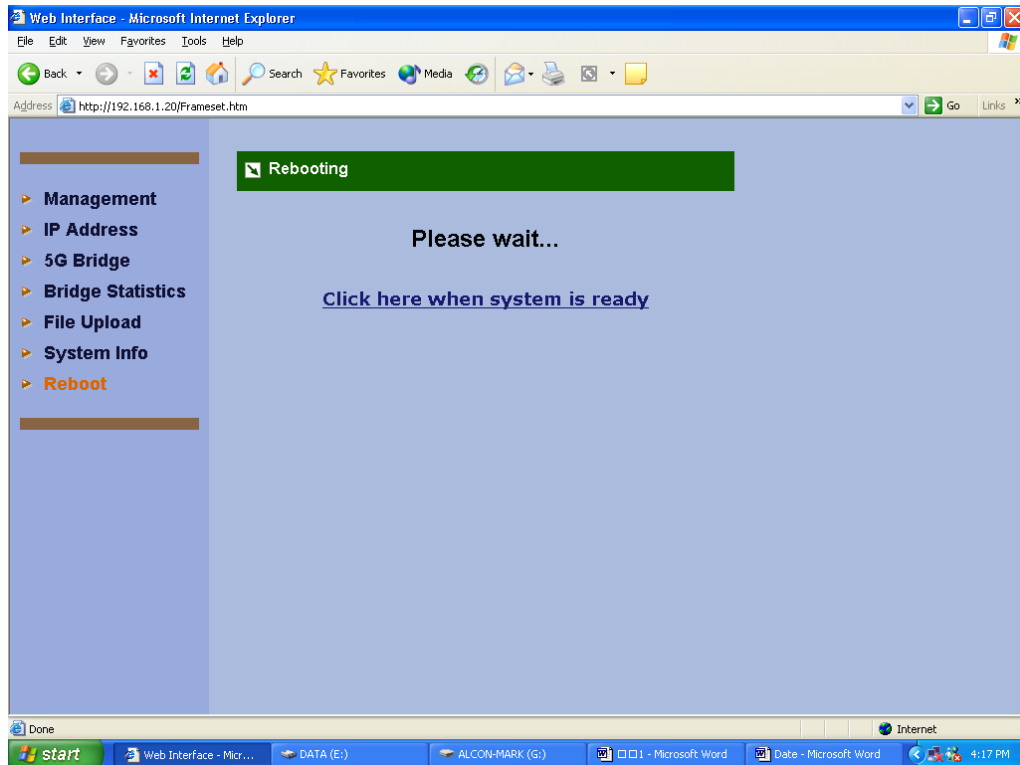 Web Interface - Microsoft Internet Explorer
File Edit View Favorites Tools Help
Back Search Favorites Media
Address http://192.168.1.20/Frameset.htm Go Links »
Rebooting
Management
IP Address
5G Bridge
Bridge Statistics
File Upload
System Info
Reboot
Please wait...
Click here when system is ready
Done Internet
start Web Interface - Micr... DATA (E:) ALCON-MARK (G:) □□1 - Microsoft Word Date - Microsoft Word 4:17 PM